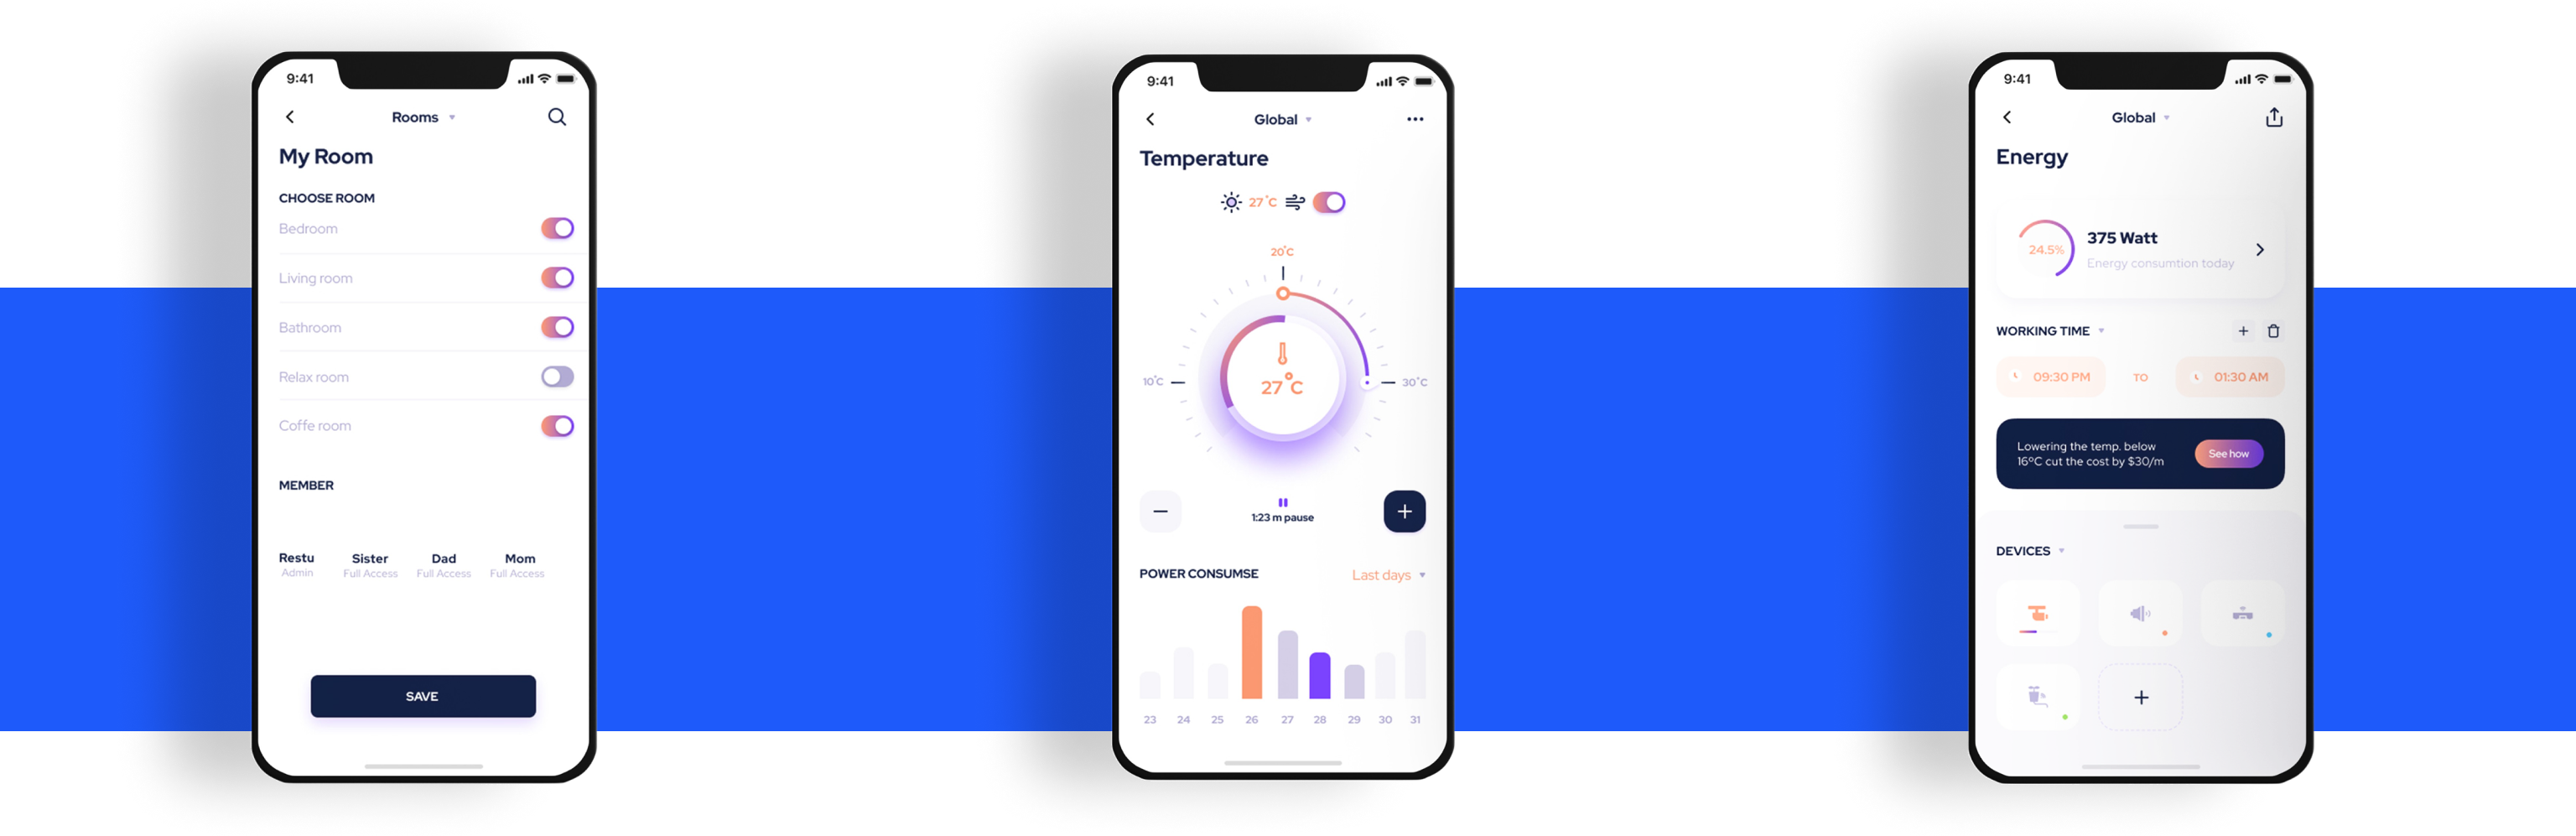 9:41
Rooms
My Room
CHOOSE ROOM
Bedroom
Living room
Bathroom
Relax room
Coffe room
MEMBER
Restu Sister Dad Mom
Admin Full Access Full Access Full Access
SAVE
9:41
Global
Temperature
27°C
20°C
10°C
30°C
27°C
1:23 m pause
POWER CONSUMSE Last days
23 24 25 26 27 28 29 30 31
9:41
Global
Energy
24.5%
375 Watt
Energy consumtion today
WORKING TIME
09:30 PM TO 01:30 AM
Lowering the temp. below
16°C cut the cost by $30/m
See how
DEVICES